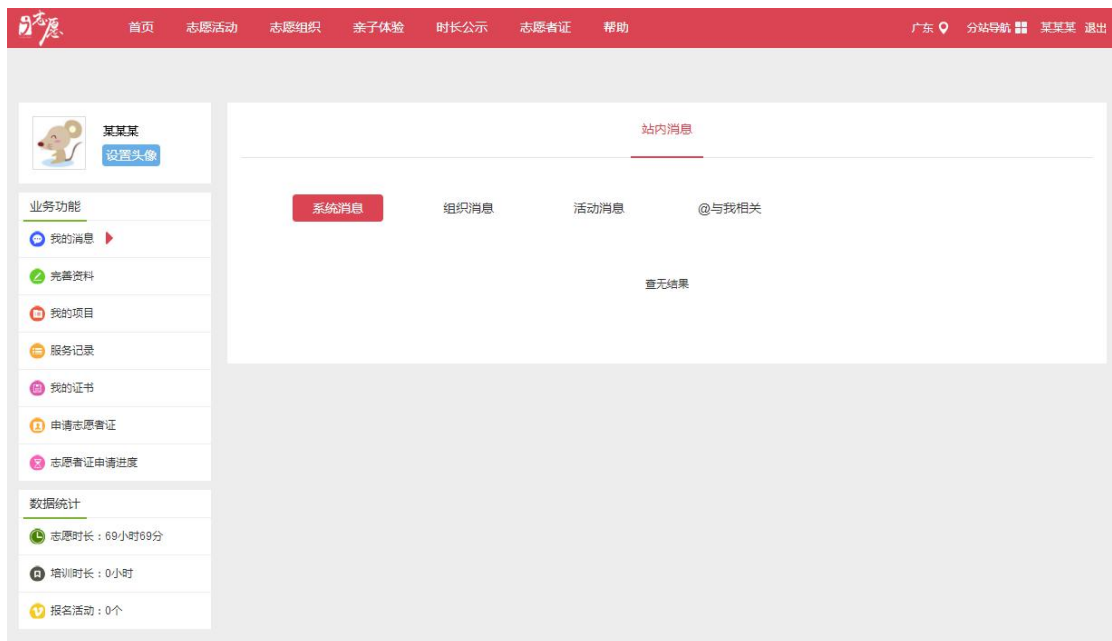 i志愿 首页 志愿活动 志愿组织 亲子体验 时长公示 志愿者证 帮助 广东 分站导航 某某某 退出
某某某
设置头像
站内消息
系统消息 组织消息 活动消息 @与我相关
查无结果
业务功能
我的消息
完善资料
我的项目
服务记录
我的证书
申请志愿者证
志愿者证申请进度
数据统计
志愿时长：69小时69分
培训时长：0小时
报名活动：0个